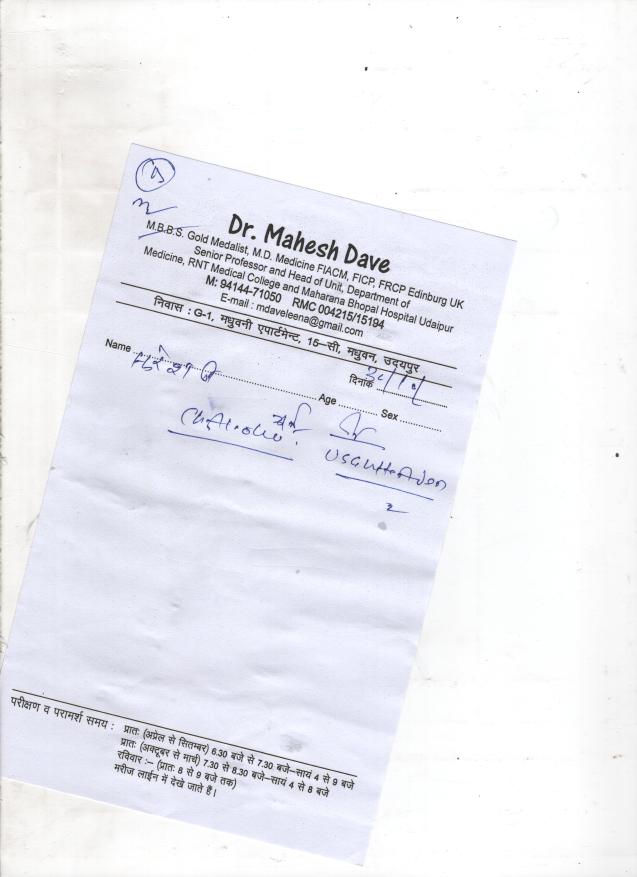 Dr. Mahesh Dave
M.B.B.S. Gold Medalist, M.D. Medicine FIACM, FICP, FRCP Edinburg UK
Senior Professor and Head of Unit, Department of
Medicine, RNT Medical College and Maharana Bhopal Hospital Udaipur
M: 94144-71050 RMC 004215/15194
E-mail : mdaveleena@gmail.com
निवास : G-1, मधुवनी एपार्टमेन्ट, 15-सी, मधुवन, उदयपुर
दिनांक
Name Age Sex
परीक्षण व परामर्श समय : प्रातः (अप्रेल से सितम्बर) 6.30 बजे से 7.30 बजे-सायं 4 से 9 बजे
प्रातः (अक्टूबर से मार्च) 7.30 से 8.30 बजे-सायं 4 से 8 बजे
रविवार :- (प्रातः 8 से 9 बजे तक)
मरीज लाईन में देखे जाते हैं।